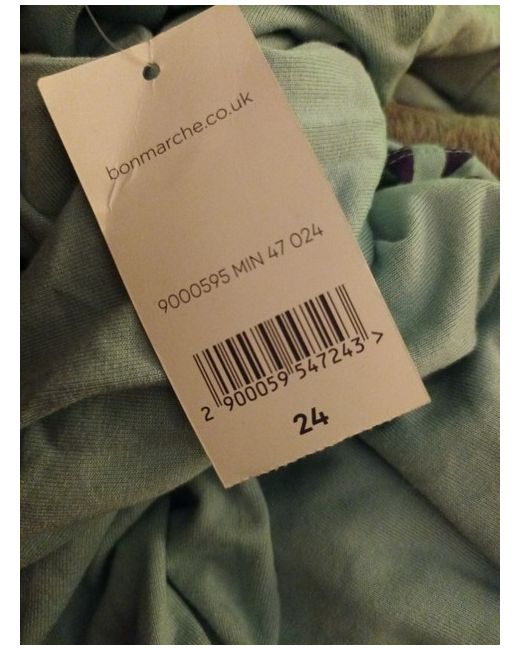 bonmarche.co.uk
9000595 MIN 47 024
2 900059 547243 >
24